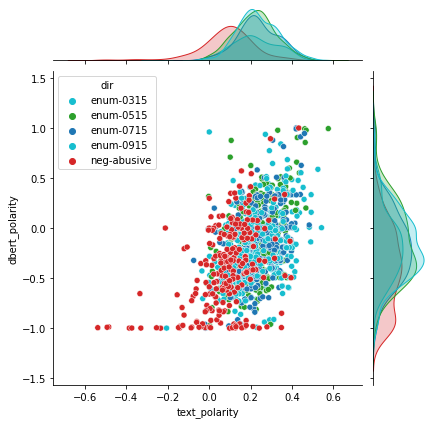 dir
enum-0315
enum-0515
enum-0715
enum-0915
neg-abusive
1.5
1.0
0.5
0.0
−0.5
−1.0
−1.5
dbert_polarity
−0.6 −0.4 −0.2 0.0 0.2 0.4 0.6
text_polarity